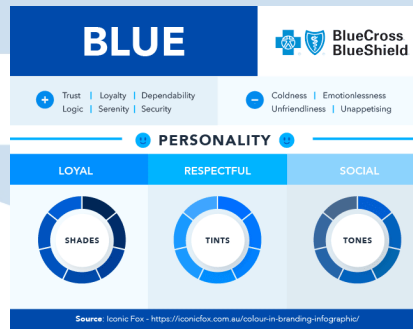 BLUE
BlueCross
BlueShield
+
Trust | Loyalty | Dependability
Logic | Serenity | Security
−
Coldness | Emotionlessness
Unfriendliness | Unappetising
PERSONALITY
LOYAL
RESPECTFUL
SOCIAL
SHADES
TINTS
TONES
Source: Iconic Fox - https://iconicfox.com.au/colour-in-branding-infographic/